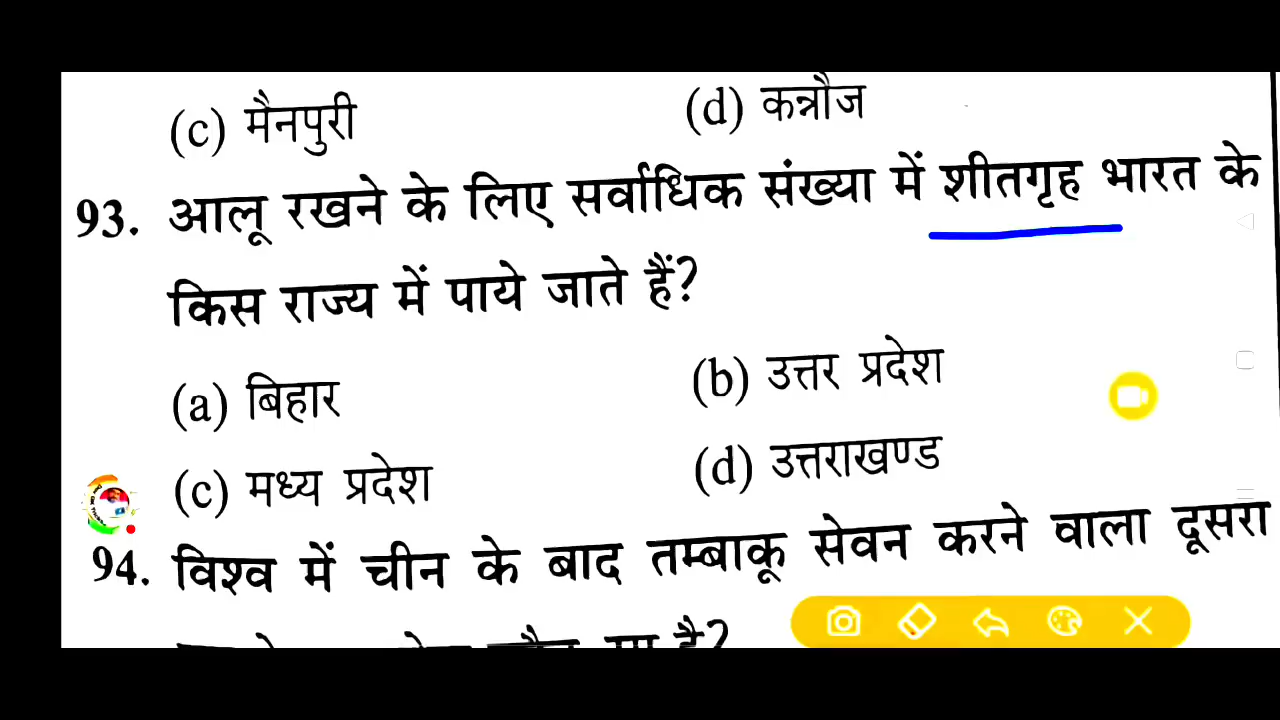 (c) मैनपुरी (d) कन्नौज
93. आलू रखने के लिए सर्वाधिक संख्या में शीतगृह भारत के
किस राज्य में पाये जाते हैं?
(a) बिहार (b) उत्तर प्रदेश
(c) मध्य प्रदेश (d) उत्तराखण्ड
94. विश्व में चीन के बाद तम्बाकू सेवन करने वाला दूसरा
है?